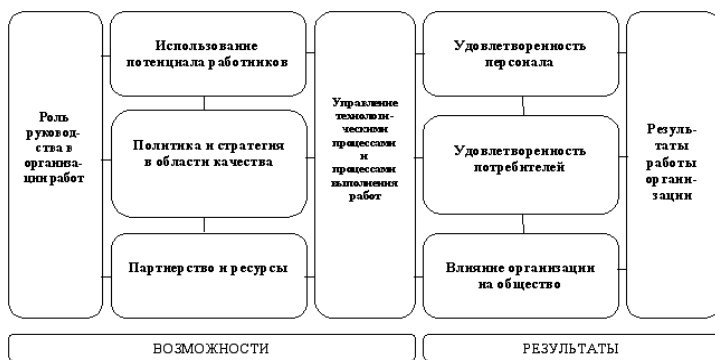 Роль
руковод-
ства в
организа-
ции работ
Использование
потенциала работников
Политика и стратегия
в области качества
Партнерство и ресурсы
Управление
технологи-
ческими
процессами
и
процессами
выполнения
работ
Удовлетворенность
персонала
Удовлетворенность
потребителей
Влияние организации
на общество
Резуль-
таты
работы
органи-
зации
ВОЗМОЖНОСТИ
РЕЗУЛЬТАТЫ